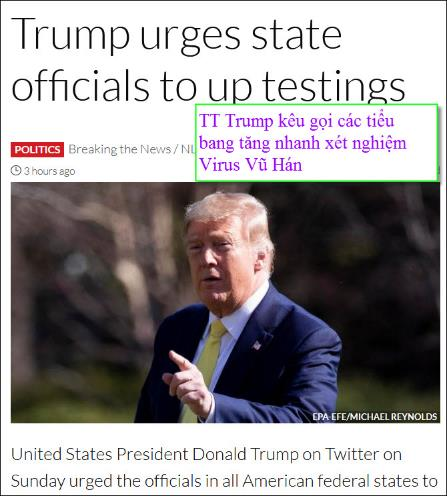 Trump urges state
officials to up testings
TT Trump kêu gọi các tiểu
bang tăng nhanh xét nghiệm
Virus Vũ Hán
POLITICS Breaking the News / NL
3 hours ago
EPA-EFE/MICHAEL REYNOLDS
United States President Donald Trump on Twitter on
Sunday urged the officials in all American federal states to